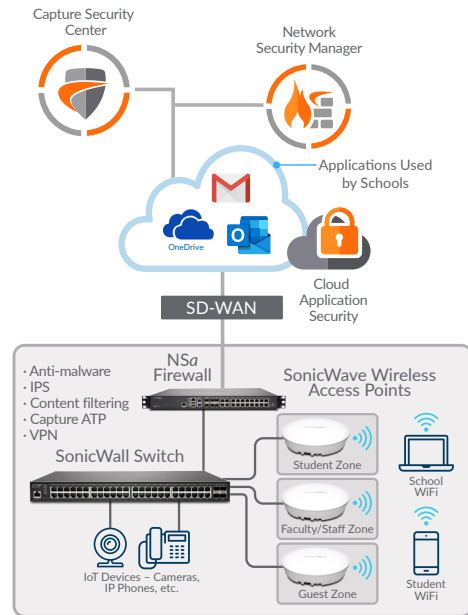 Capture Security
Center
Network
Security Manager
Applications Used
by Schools
OneDrive
Cloud
Application
Security
SD-WAN
· Anti-malware
· IPS
· Content filtering
· Capture ATP
· VPN
NSa
Firewall
SonicWave Wireless
Access Points
SonicWall Switch
Student Zone
Faculty/Staff Zone
Guest Zone
School
WiFi
Student
WiFi
IoT Devices – Cameras,
IP Phones, etc.